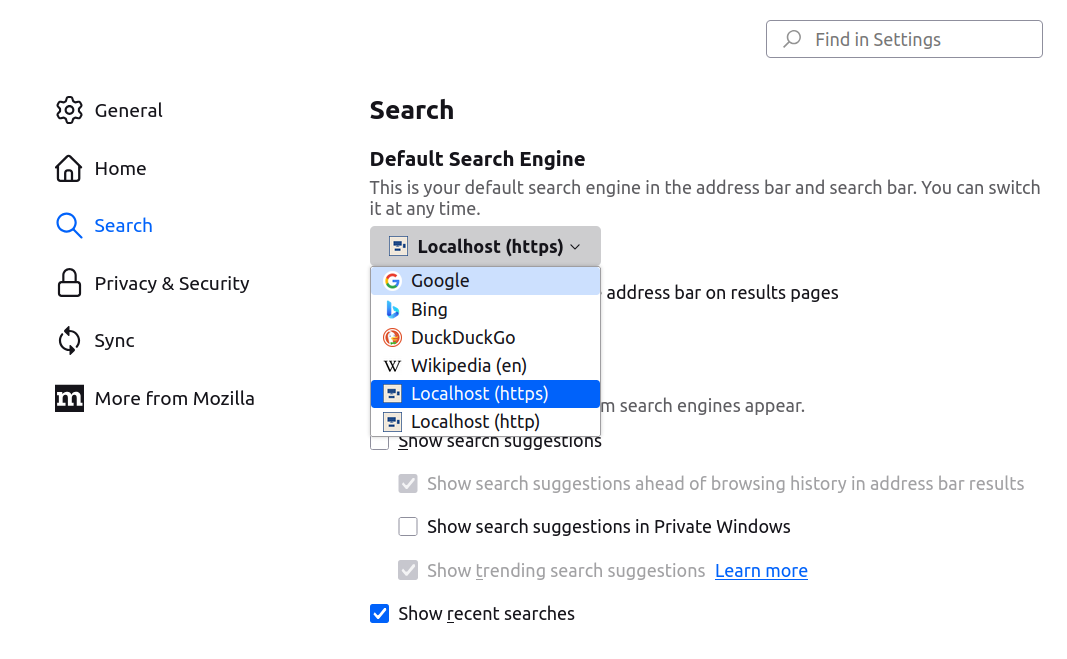 Find in Settings
General
Home
Search
Privacy & Security
Sync
m More from Mozilla
Search
Default Search Engine
This is your default search engine in the address bar and search bar. You can switch
it at any time.
Localhost (https)
Google
Bing
DuckDuckGo
W Wikipedia (en)
Localhost (https)
Localhost (http)
address bar on results pages
search engines appear.
Show search suggestions
Show search suggestions ahead of browsing history in address bar results
Show search suggestions in Private Windows
Show trending search suggestions Learn more
Show recent searches